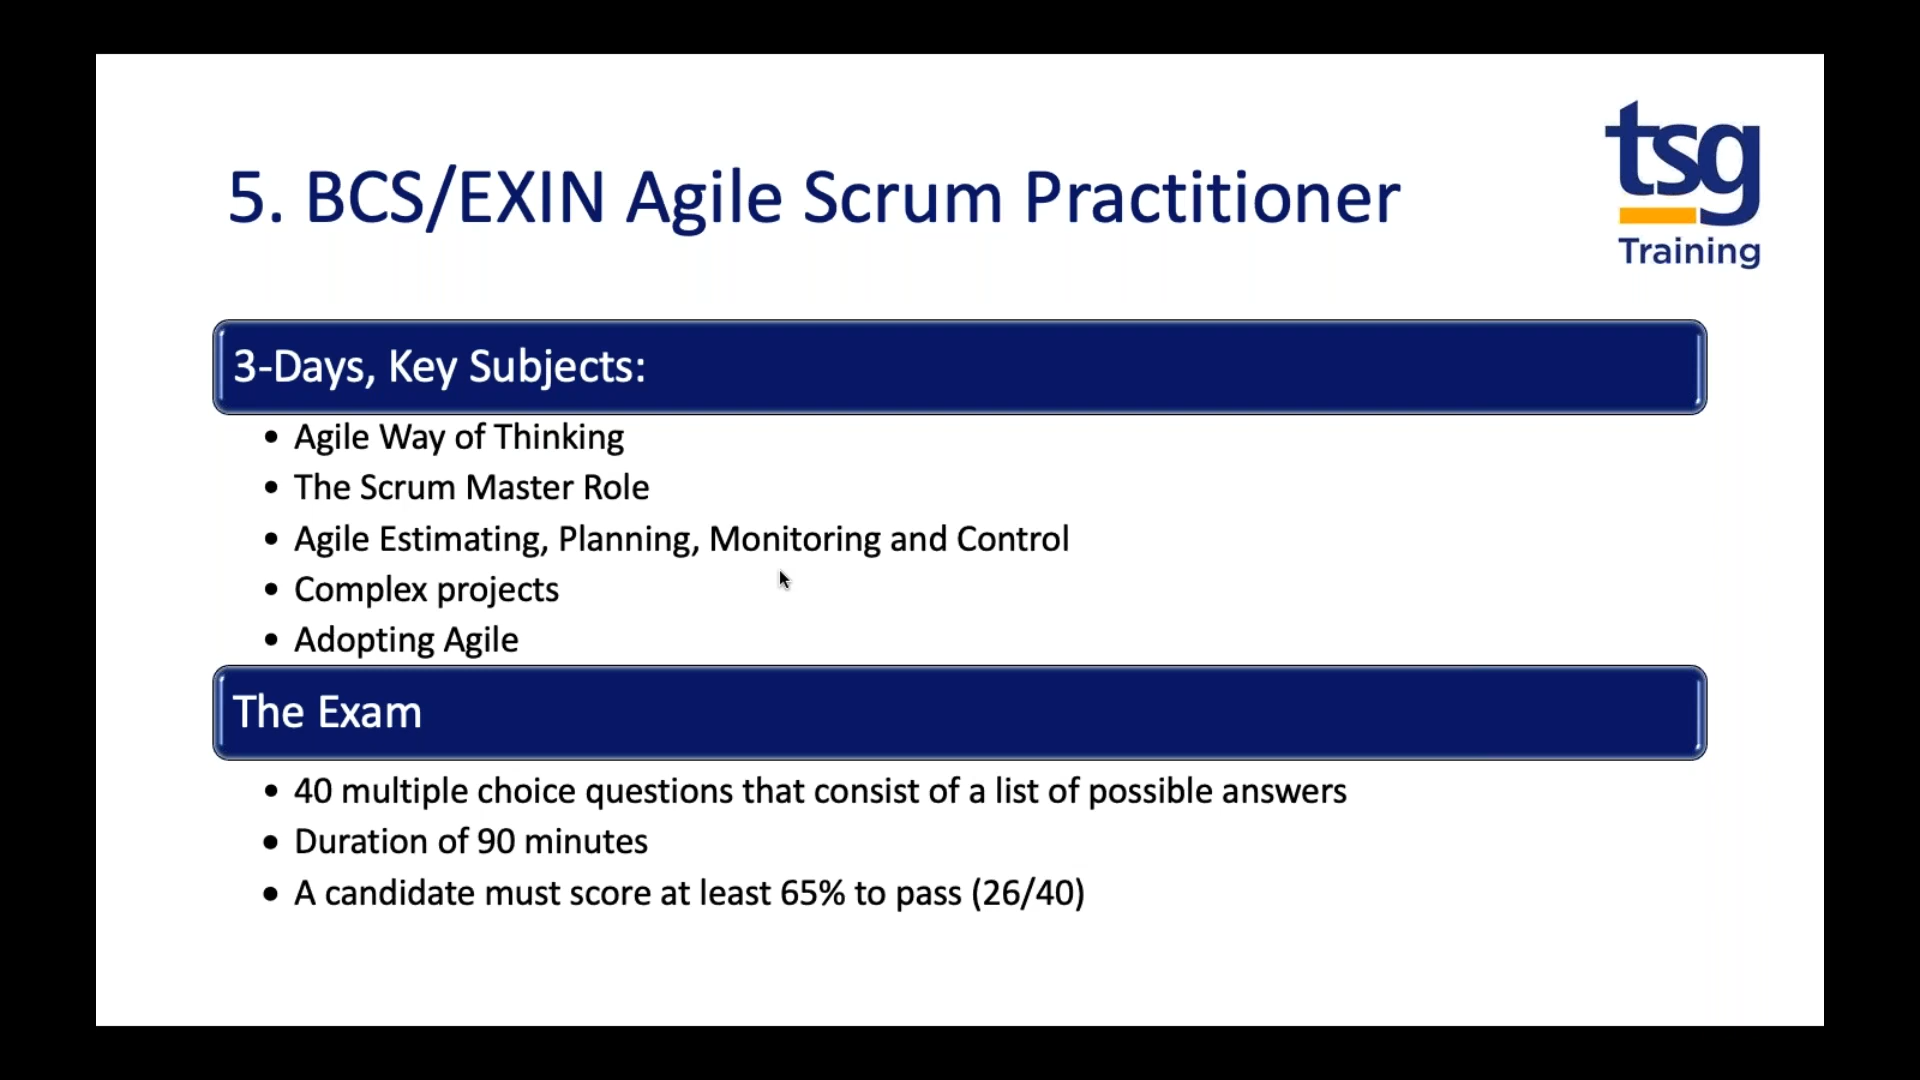 tsg
Training
5. BCS/EXIN Agile Scrum Practitioner
3-Days, Key Subjects:
• Agile Way of Thinking
• The Scrum Master Role
• Agile Estimating, Planning, Monitoring and Control
• Complex projects
• Adopting Agile
The Exam
• 40 multiple choice questions that consist of a list of possible answers
• Duration of 90 minutes
• A candidate must score at least 65% to pass (26/40)